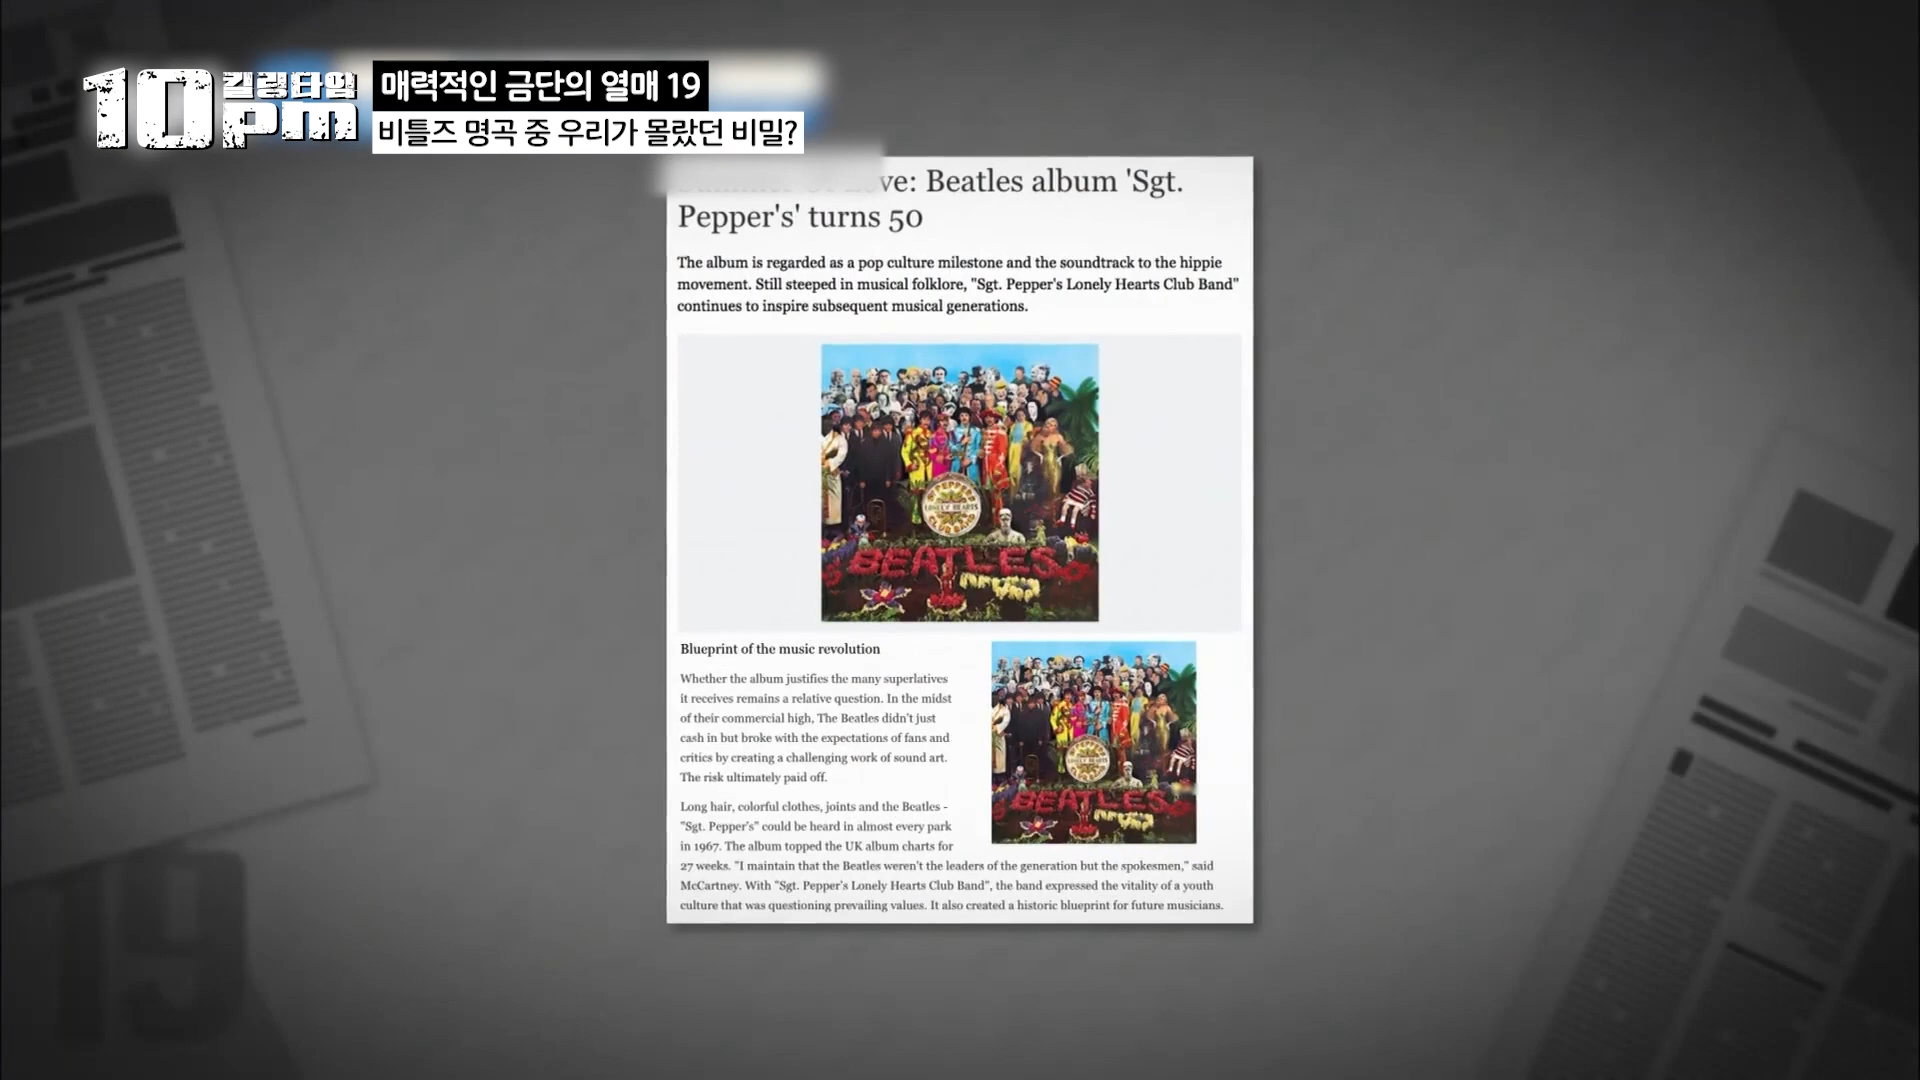 10pm
킬링타임
매력적인 금단의 열매 19
비틀즈 명곡 중 우리가 몰랐던 비밀?
ve: Beatles album 'Sgt.
Pepper's' turns 50
The album is regarded as a pop culture milestone and the soundtrack to the hippie
movement. Still steeped in musical folklore, "Sgt. Pepper's Lonely Hearts Club Band"
continues to inspire subsequent musical generations.
LONELY HEARTS
CLUB BAND
BEATLES
Blueprint of the music revolution
Whether the album justifies the many superlatives
it receives remains a relative question. In the midst
of their commercial high, The Beatles didn't just
cash in but broke with the expectations of fans and
critics by creating a challenging work of sound art.
The risk ultimately paid off.
BEATLES
Long hair, colorful clothes, joints and the Beatles -
"Sgt. Pepper's" could be heard in almost every park
in 1967. The album topped the UK album charts for
27 weeks. "I maintain that the Beatles weren't the leaders of the generation but the spokesmen," said
McCartney. With "Sgt. Pepper's Lonely Hearts Club Band", the band expressed the vitality of a youth
culture that was questioning prevailing values. It also created a historic blueprint for future musicians.
19